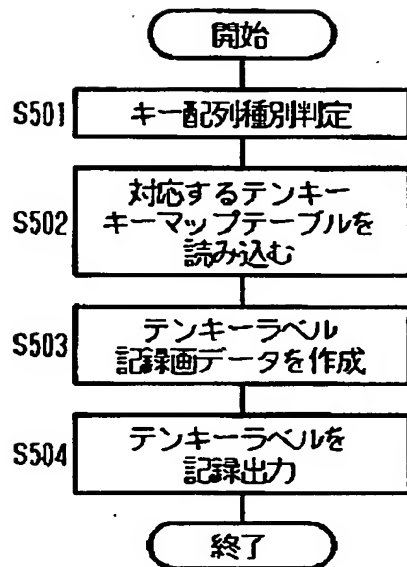 開始
S501
キー配列種別判定
S502
対応するテンキー
キーマップテーブルを
読み込む
S503
テンキーラベル
記録画データを作成
S504
テンキーラベルを
記録出力
終了